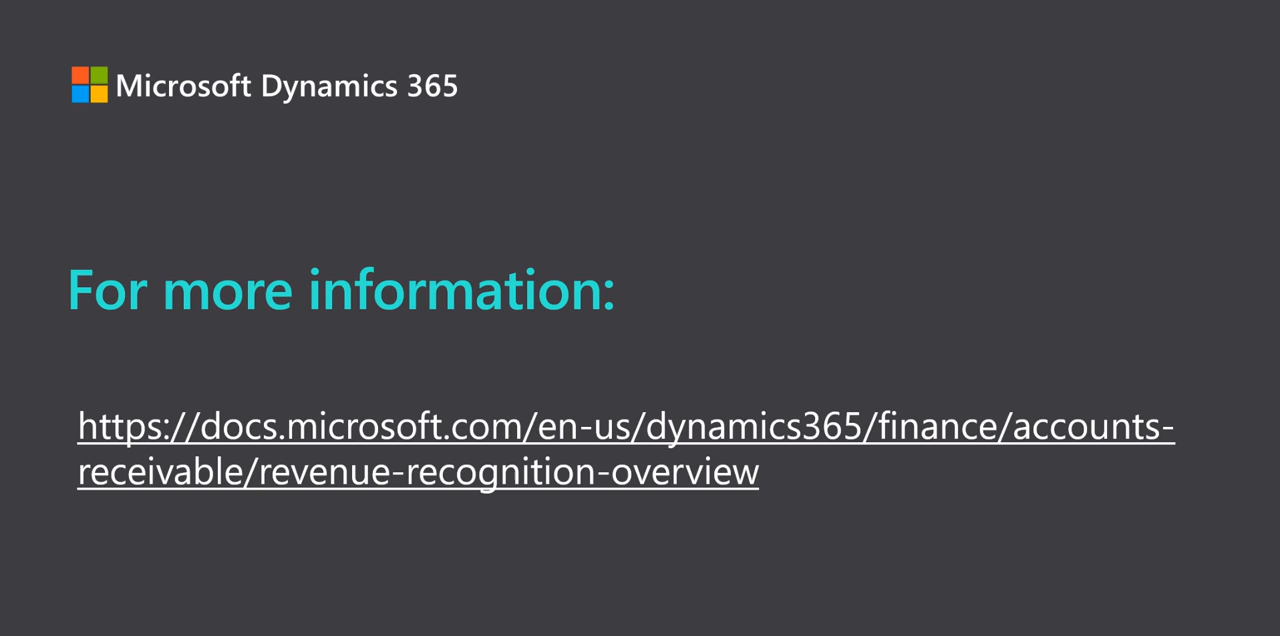 Microsoft Dynamics 365
For more information:
https://docs.microsoft.com/en-us/dynamics365/finance/accounts-
receivable/revenue-recognition-overview